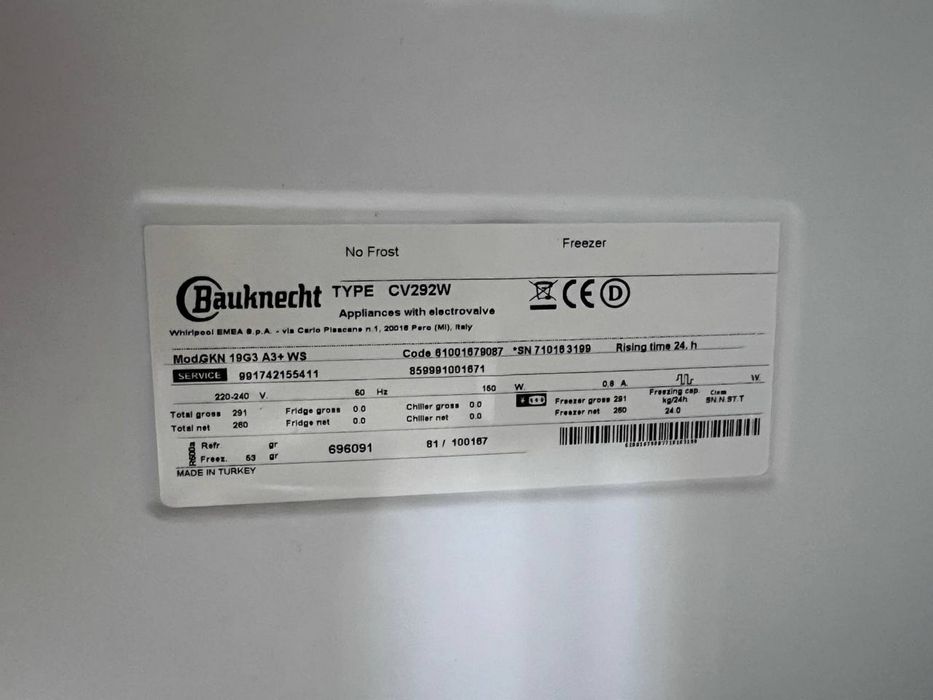 No Frost Freezer
Bauknecht TYPE CV292W D
Appliances with electrovalve
Whirlpool EMEA S.p.A. - via Carlo Pisacane n.1, 20016 Pero (MI), Italy
Mod.GKN 19G3 A3+ WS Code 61001679087 *SN 710163199 Rising time 24. h
SERVICE 991742155411 859991001671
220-240 V. 50 Hz 150 W. 0,8 A. W.
Total gross 291 Fridge gross 0.0 Chiller gross 0.0 Freezer gross 291 Freezing cap. kg/24h Class
Total net 260 Fridge net 0.0 Chiller net 0.0 Freezer net 260 24.0 SN.N.ST.T
R600a Refr. gr
Freez. 53 gr 696091 81 / 100167
MADE IN TURKEY